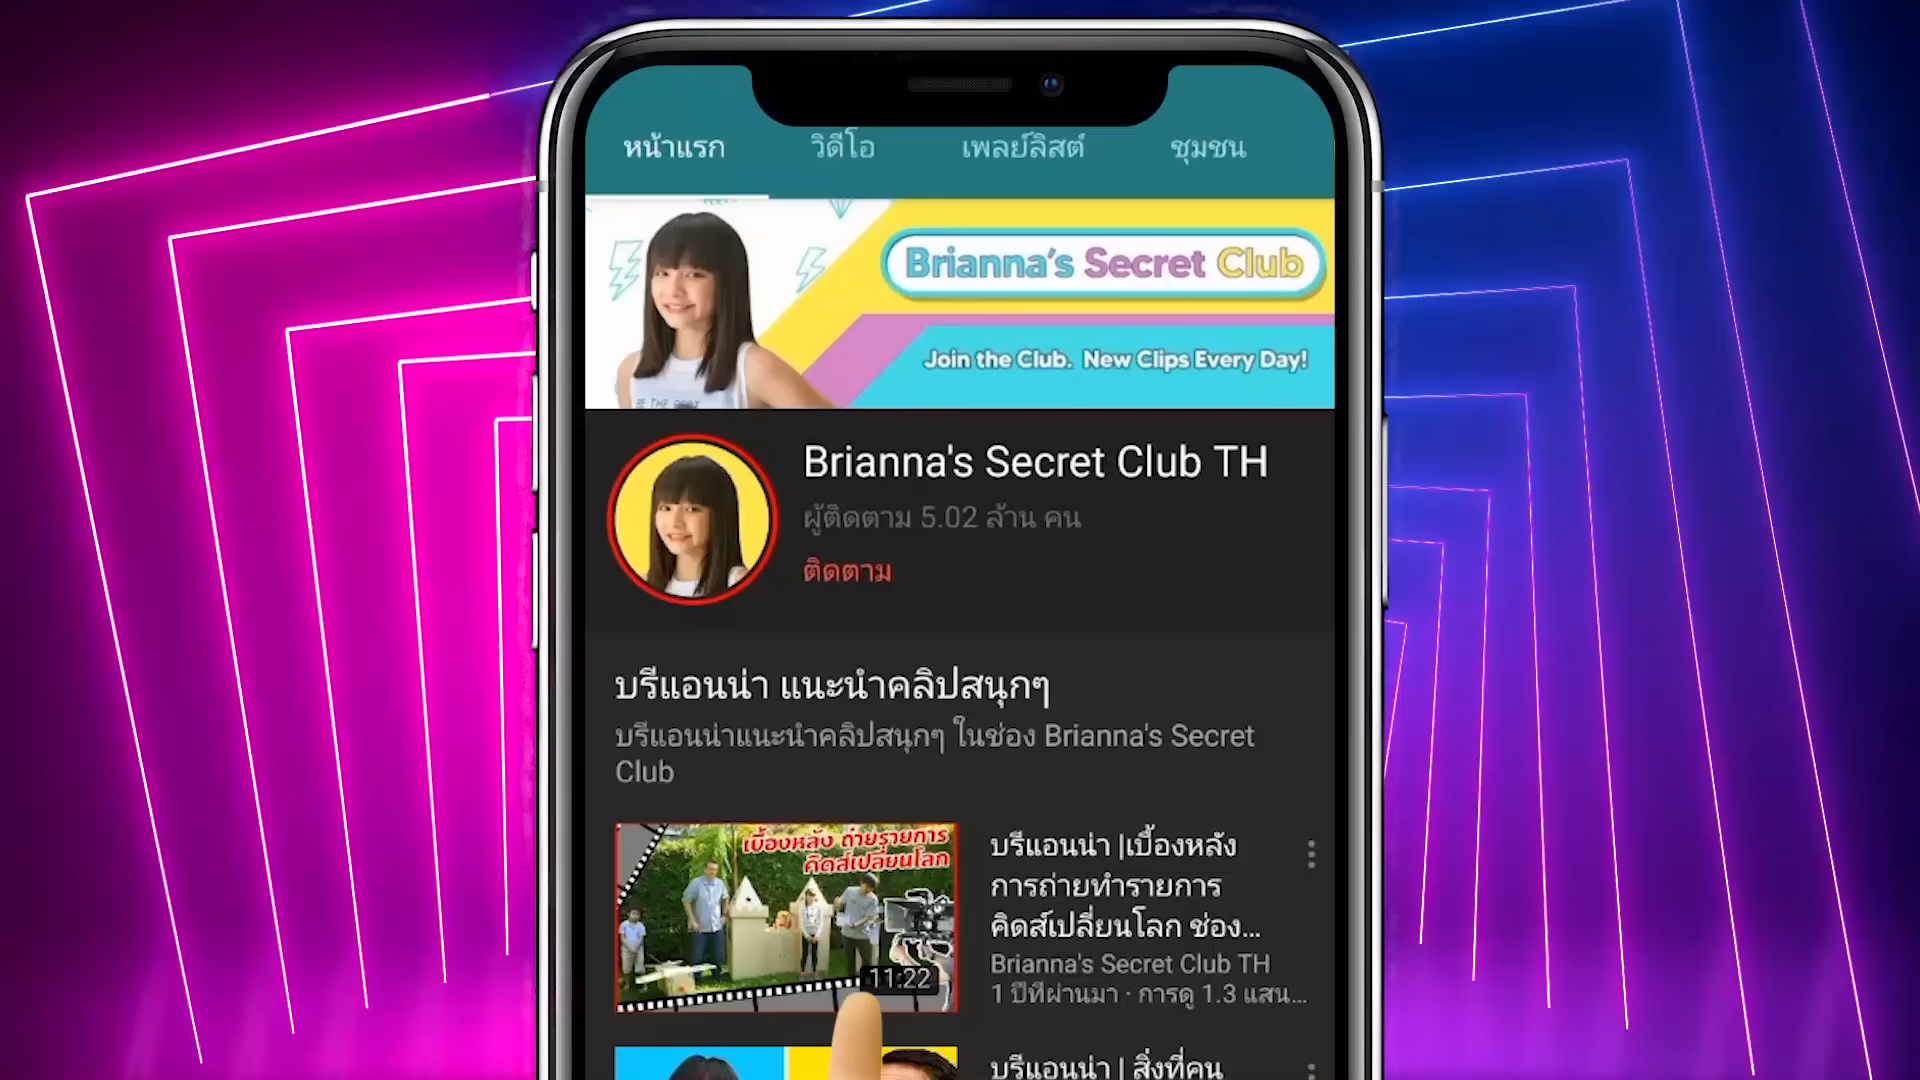 หน้าแรก วิดีโอ เพลย์ลิสต์ ชุมชน
Brianna's Secret Club
Join the Club. New Clips Every Day!
Brianna's Secret Club TH
ผู้ติดตาม 5.02 ล้าน คน
ติดตาม
บรีแอนน่า แนะนำคลิปสนุกๆ
บรีแอนน่าแนะนำคลิปสนุกๆ ในช่อง Brianna's Secret
Club
เบื้องหลัง ถ่ายรายการ
คิดส์เปลี่ยนโลก
11:22
บรีแอนน่า |เบื้องหลัง
การถ่ายทำรายการ
คิดส์เปลี่ยนโลก ช่อง...
Brianna's Secret Club TH
1 ปีที่ผ่านมา · การดู 1.3 แสน...
บรีแอนน่า | สิ่งที่คน